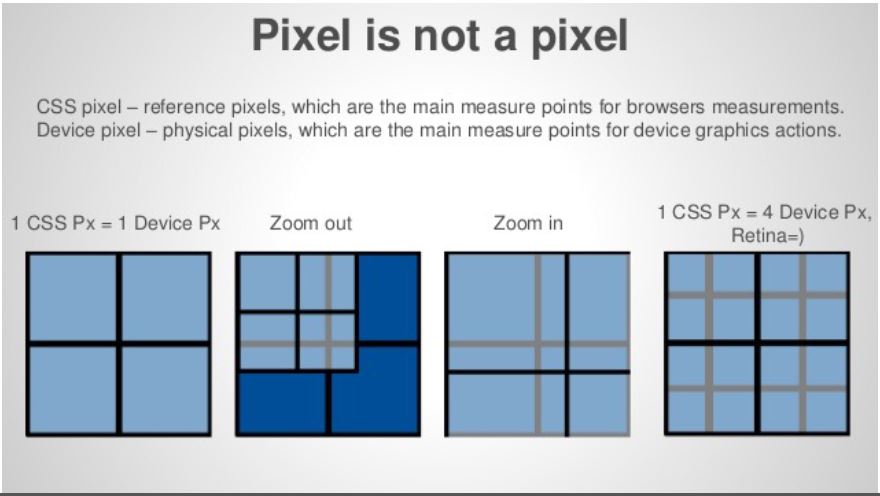 Pixel is not a pixel
CSS pixel – reference pixels, which are the main measure points for browsers measurements.
Device pixel – physical pixels, which are the main measure points for device graphics actions.
1 CSS Px = 1 Device Px
Zoom out
Zoom in
1 CSS Px = 4 Device Px,
Retina=)